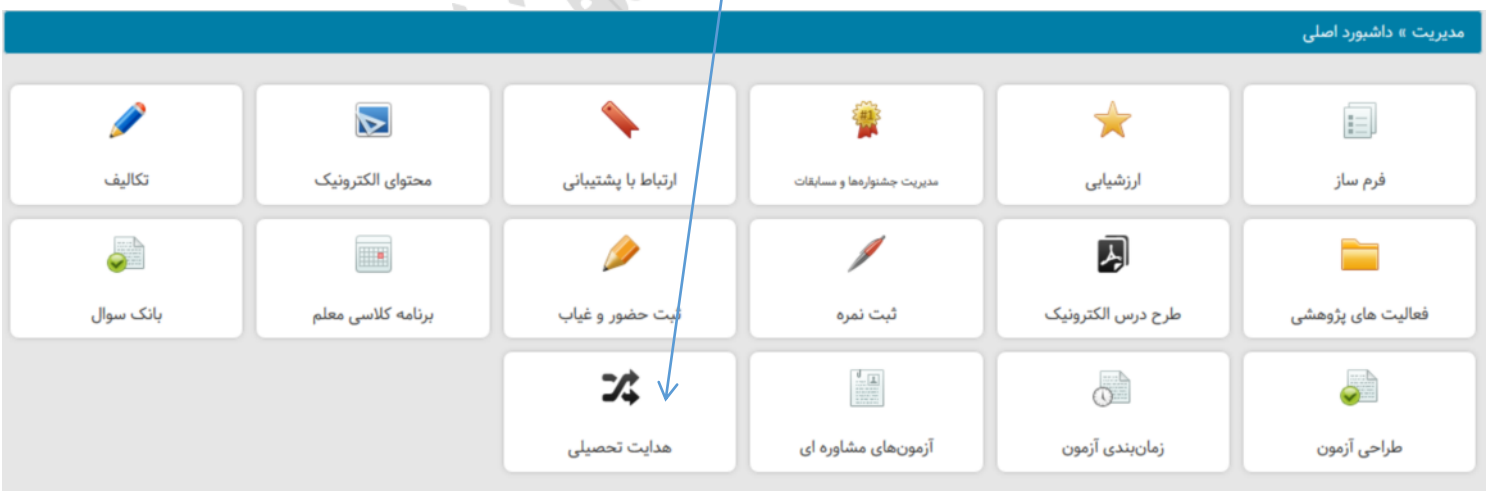 مدیریت » داشبورد اصلی
فرم ساز
ارزشیابی
#1
مدیریت جشنواره‌ها و مسابقات
ارتباط با پشتیبانی
محتوای الکترونیک
تکالیف
فعالیت های پژوهشی
طرح درس الکترونیک
ثبت نمره
ثبت حضور و غیاب
برنامه کلاسی معلم
بانک سوال
طراحی آزمون
زمان‌بندی آزمون
آزمون‌های مشاوره ای
هدایت تحصیلی